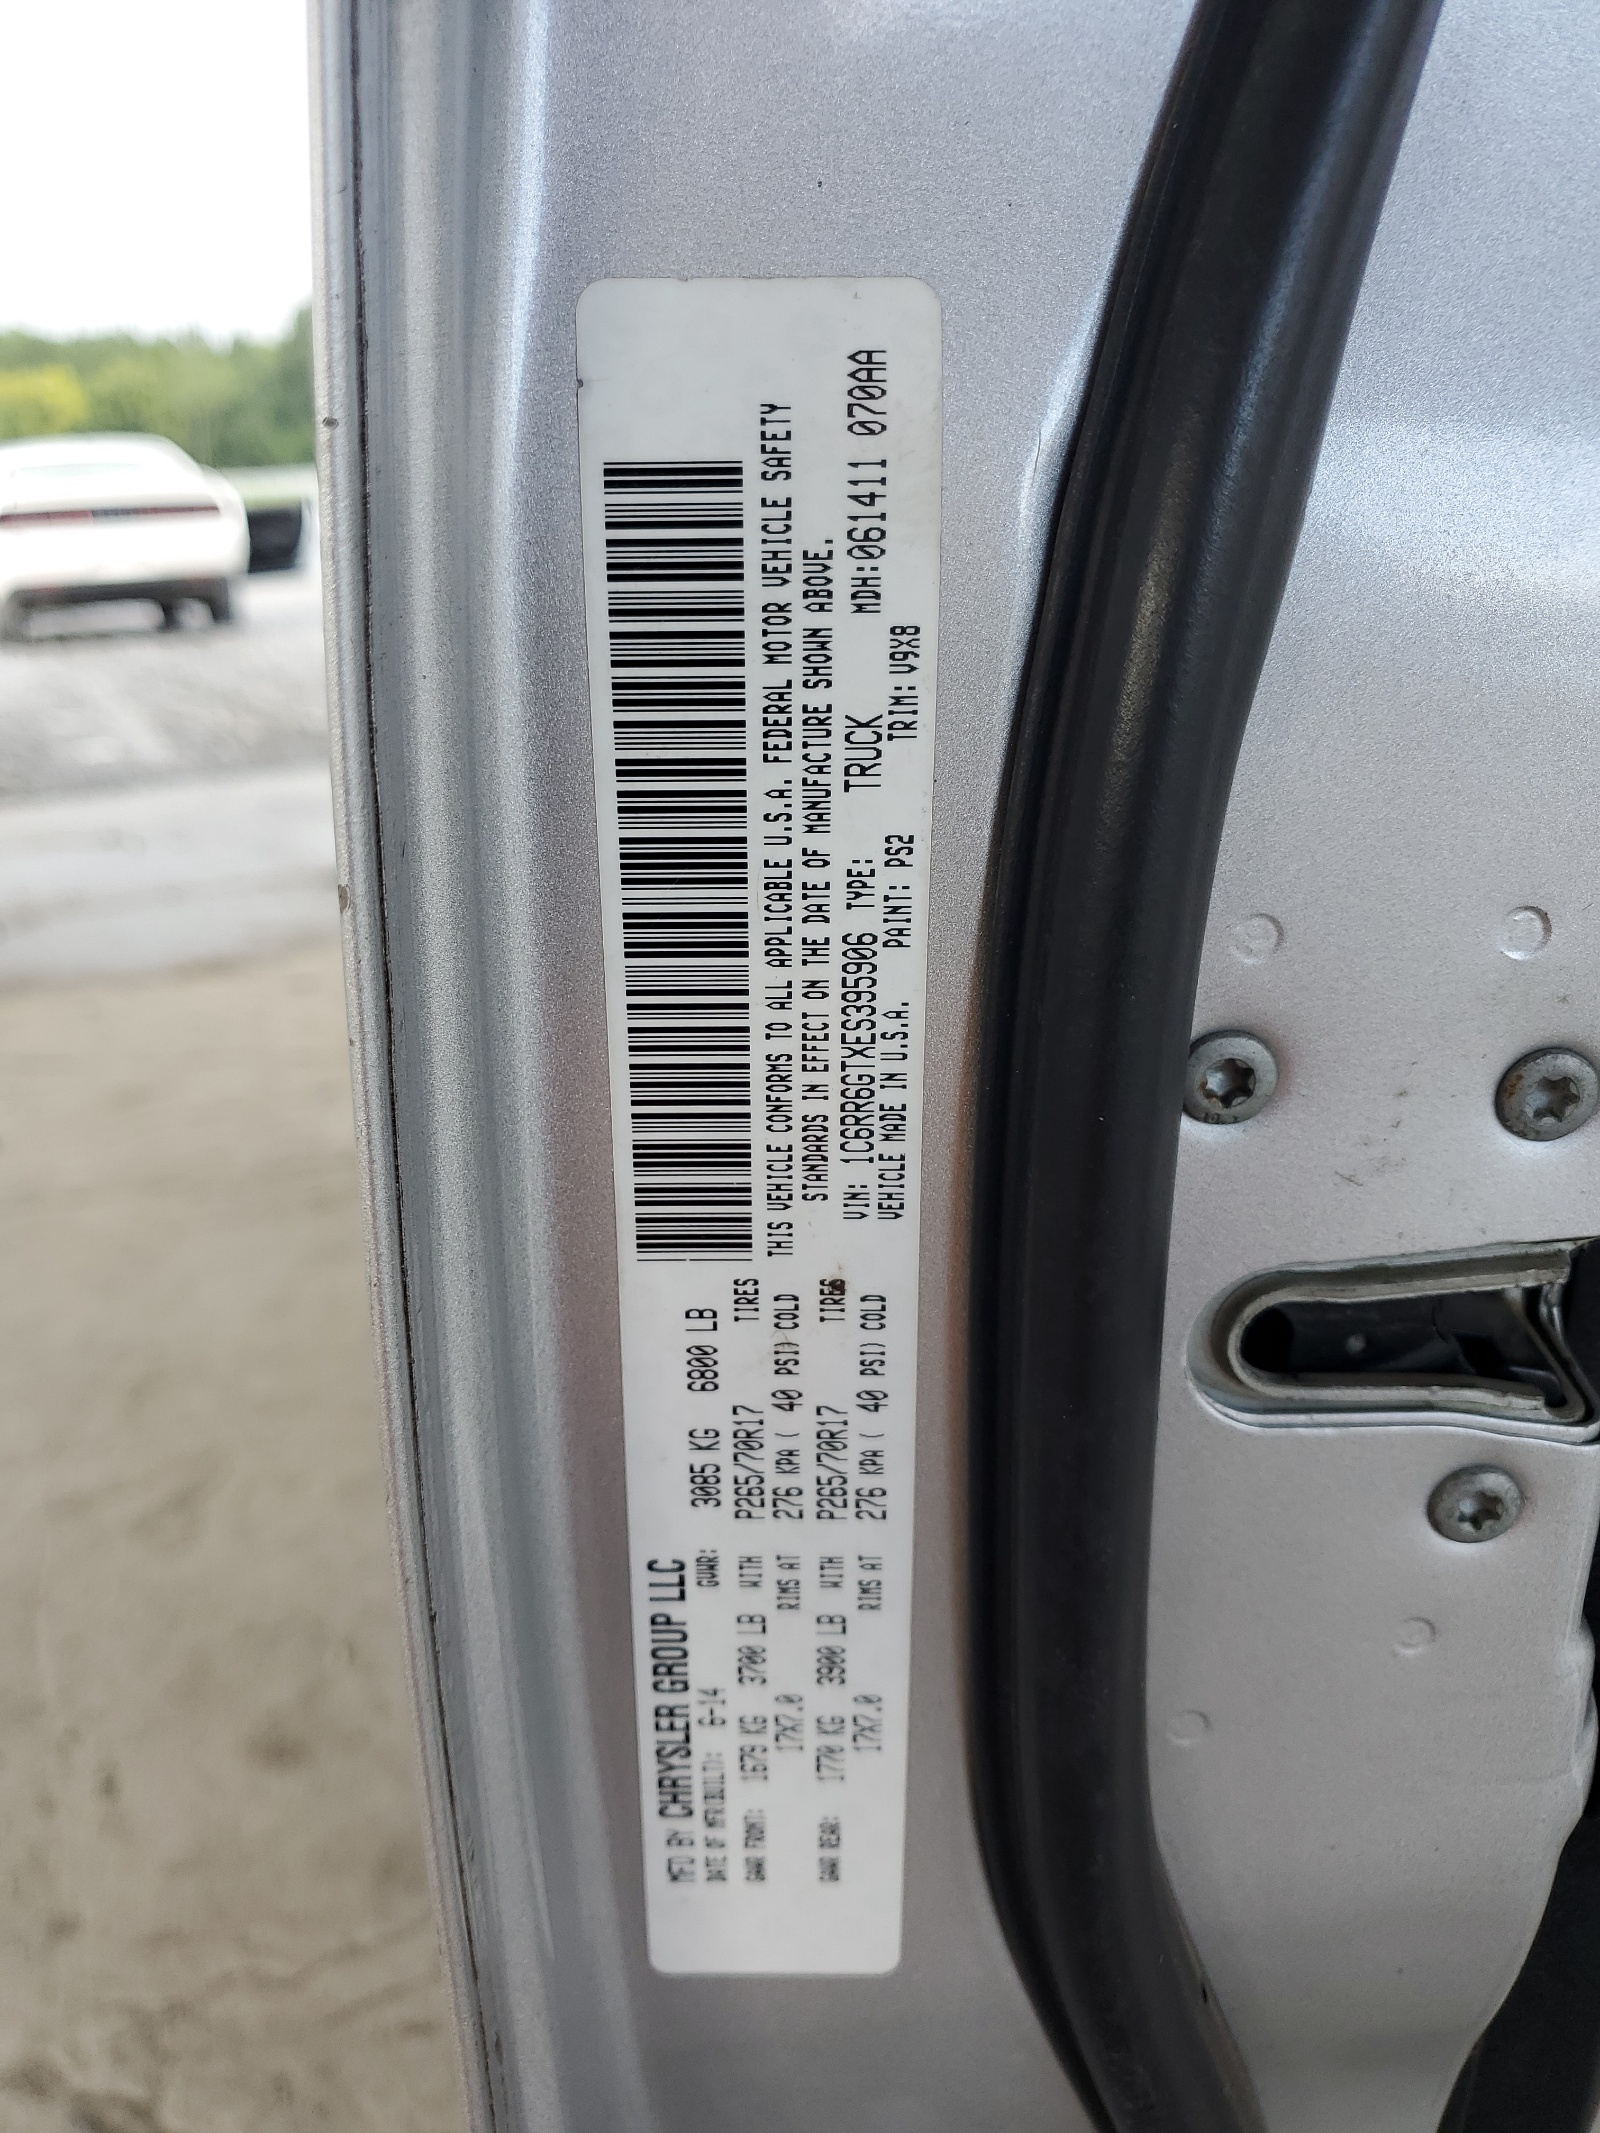 MFD BY CHRYSLER GROUP LLC
DATE OF MFR(BUILT): 6-14 GVWR: 3085 KG 6800 LB
GAWR FRONT: 1679 KG 3700 LB WITH P265/70R17 TIRES
17X7.0 RIMS AT 276 KPA ( 40 PSI) COLD
GAWR REAR: 1770 KG 3900 LB WITH P265/70R17 TIRES
17X7.0 RIMS AT 276 KPA ( 40 PSI) COLD
THIS VEHICLE CONFORMS TO ALL APPLICABLE U.S.A. FEDERAL MOTOR VEHICLE SAFETY
STANDARDS IN EFFECT ON THE DATE OF MANUFACTURE SHOWN ABOVE.
VIN: 1C6RR6GTXES395906 TYPE: TRUCK MDH:061411 070AA
VEHICLE MADE IN U.S.A. PAINT: PS2 TRIM: V9X8